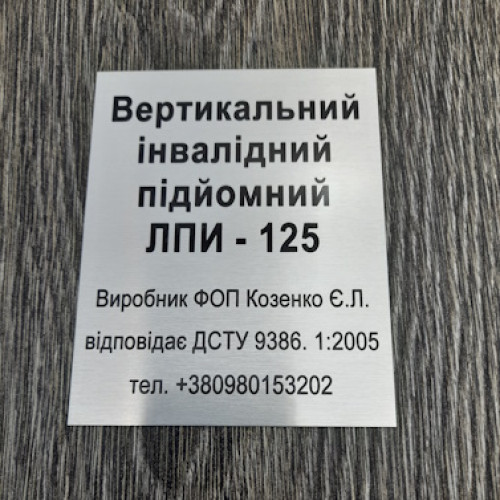 Вертикальний
інвалідний
підйомний
ЛПИ - 125
Виробник ФОП Козенко Є.Л.
відповідає ДСТУ 9386. 1:2005
тел. +380980153202